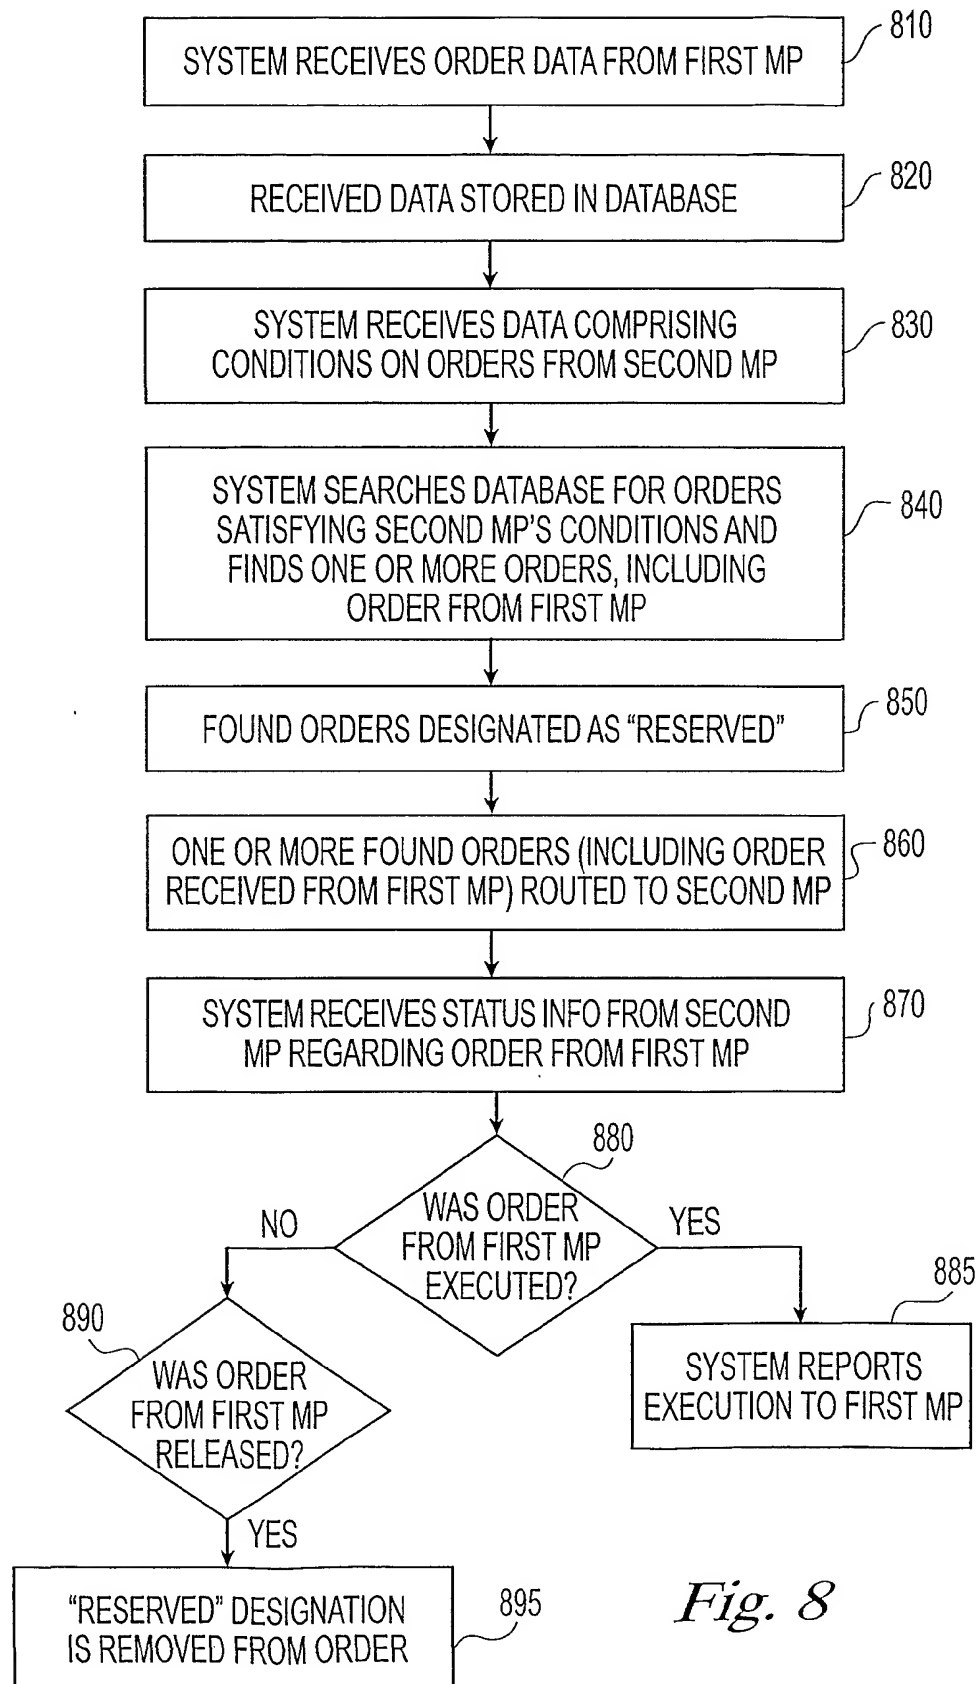 810
SYSTEM RECEIVES ORDER DATA FROM FIRST MP
820
RECEIVED DATA STORED IN DATABASE
830
SYSTEM RECEIVES DATA COMPRISING
CONDITIONS ON ORDERS FROM SECOND MP
840
SYSTEM SEARCHES DATABASE FOR ORDERS
SATISFYING SECOND MP'S CONDITIONS AND
FINDS ONE OR MORE ORDERS, INCLUDING
ORDER FROM FIRST MP
850
FOUND ORDERS DESIGNATED AS "RESERVED"
860
ONE OR MORE FOUND ORDERS (INCLUDING ORDER
RECEIVED FROM FIRST MP) ROUTED TO SECOND MP
870
SYSTEM RECEIVES STATUS INFO FROM SECOND
MP REGARDING ORDER FROM FIRST MP
880
WAS ORDER
FROM FIRST MP
EXECUTED?
NO
YES
885
SYSTEM REPORTS
EXECUTION TO FIRST MP
890
WAS ORDER
FROM FIRST MP
RELEASED?
YES
895
"RESERVED" DESIGNATION
IS REMOVED FROM ORDER
Fig. 8